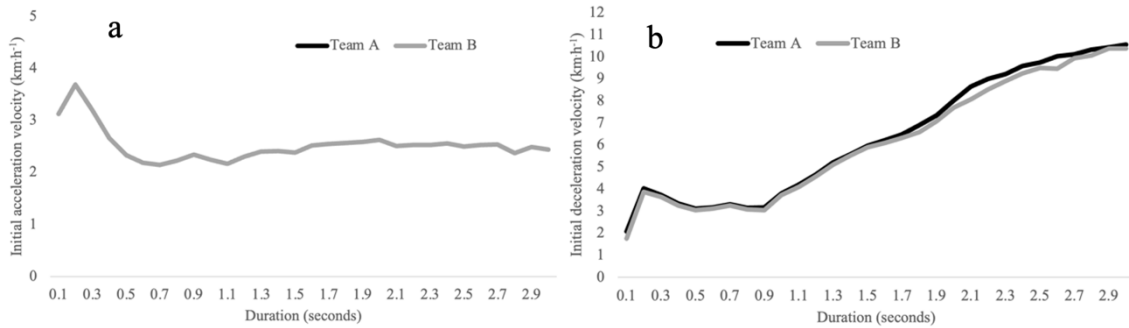 a
Team A Team B
Initial acceleration velocity (km·h⁻¹)
5
4
3
2
1
0
0.1 0.3 0.5 0.7 0.9 1.1 1.3 1.5 1.7 1.9 2.1 2.3 2.5 2.7 2.9
Duration (seconds)
b
Team A Team B
Initial deceleration velocity (km·h⁻¹)
12
11
10
9
8
7
6
5
4
3
2
1
0
0.1 0.3 0.5 0.7 0.9 1.1 1.3 1.5 1.7 1.9 2.1 2.3 2.5 2.7 2.9
Duration (seconds)